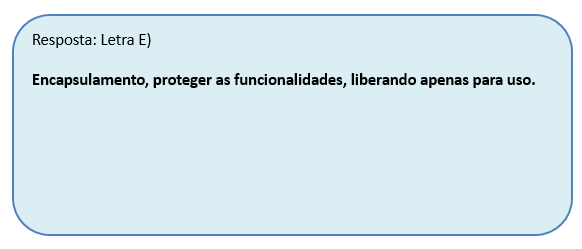 Resposta: Letra E)
Encapsulamento, proteger as funcionalidades, liberando apenas para uso.